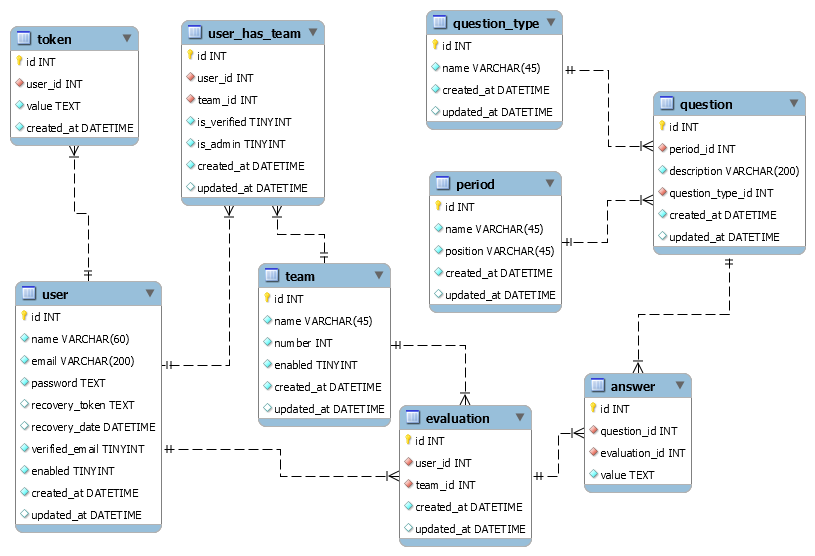 token
id INT
user_id INT
value TEXT
created_at DATETIME
user_has_team
id INT
user_id INT
team_id INT
is_verified TINYINT
is_admin TINYINT
created_at DATETIME
updated_at DATETIME
question_type
id INT
name VARCHAR(45)
created_at DATETIME
updated_at DATETIME
question
id INT
period_id INT
description VARCHAR(200)
question_type_id INT
created_at DATETIME
updated_at DATETIME
period
id INT
name VARCHAR(45)
position VARCHAR(45)
created_at DATETIME
updated_at DATETIME
user
id INT
name VARCHAR(60)
email VARCHAR(200)
password TEXT
recovery_token TEXT
recovery_date DATETIME
verified_email TINYINT
enabled TINYINT
created_at DATETIME
updated_at DATETIME
team
id INT
name VARCHAR(45)
number INT
enabled TINYINT
created_at DATETIME
updated_at DATETIME
evaluation
id INT
user_id INT
team_id INT
created_at DATETIME
updated_at DATETIME
answer
id INT
question_id INT
evaluation_id INT
value TEXT